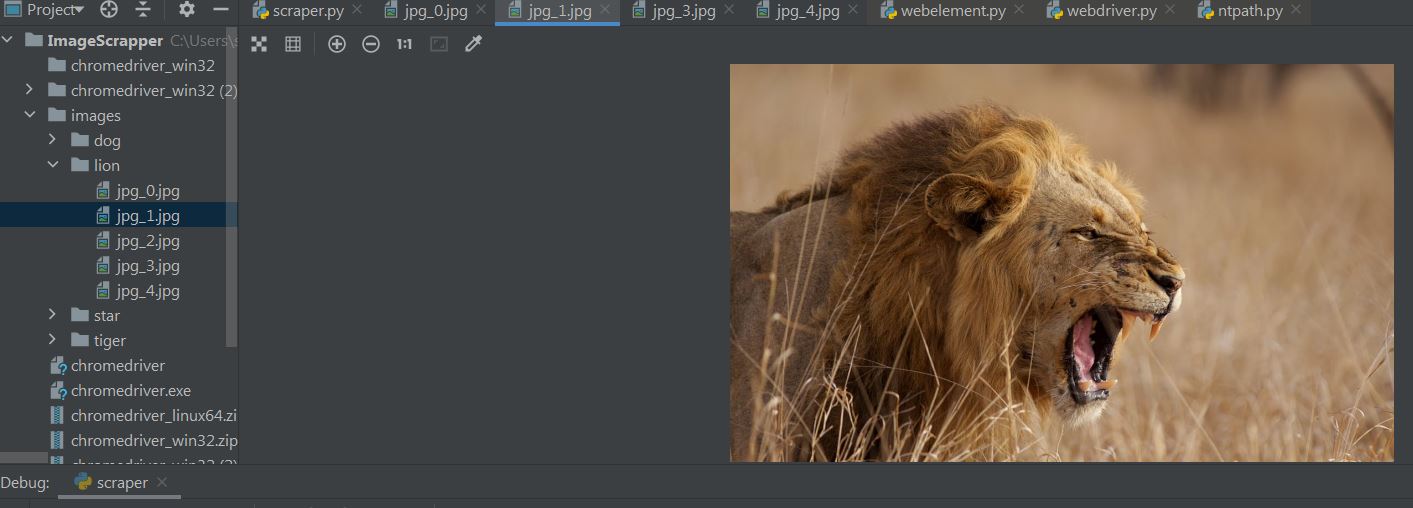 Project
scraper.py jpg_0.jpg jpg_1.jpg jpg_3.jpg jpg_4.jpg webelement.py webdriver.py ntpath.py
ImageScrapper C:\Users\
1:1
chromedriver_win32
chromedriver_win32 (2)
images
dog
lion
jpg_0.jpg
jpg_1.jpg
jpg_2.jpg
jpg_3.jpg
jpg_4.jpg
star
tiger
chromedriver
chromedriver.exe
chromedriver_linux64.zi
chromedriver_win32.zip
Debug: scraper